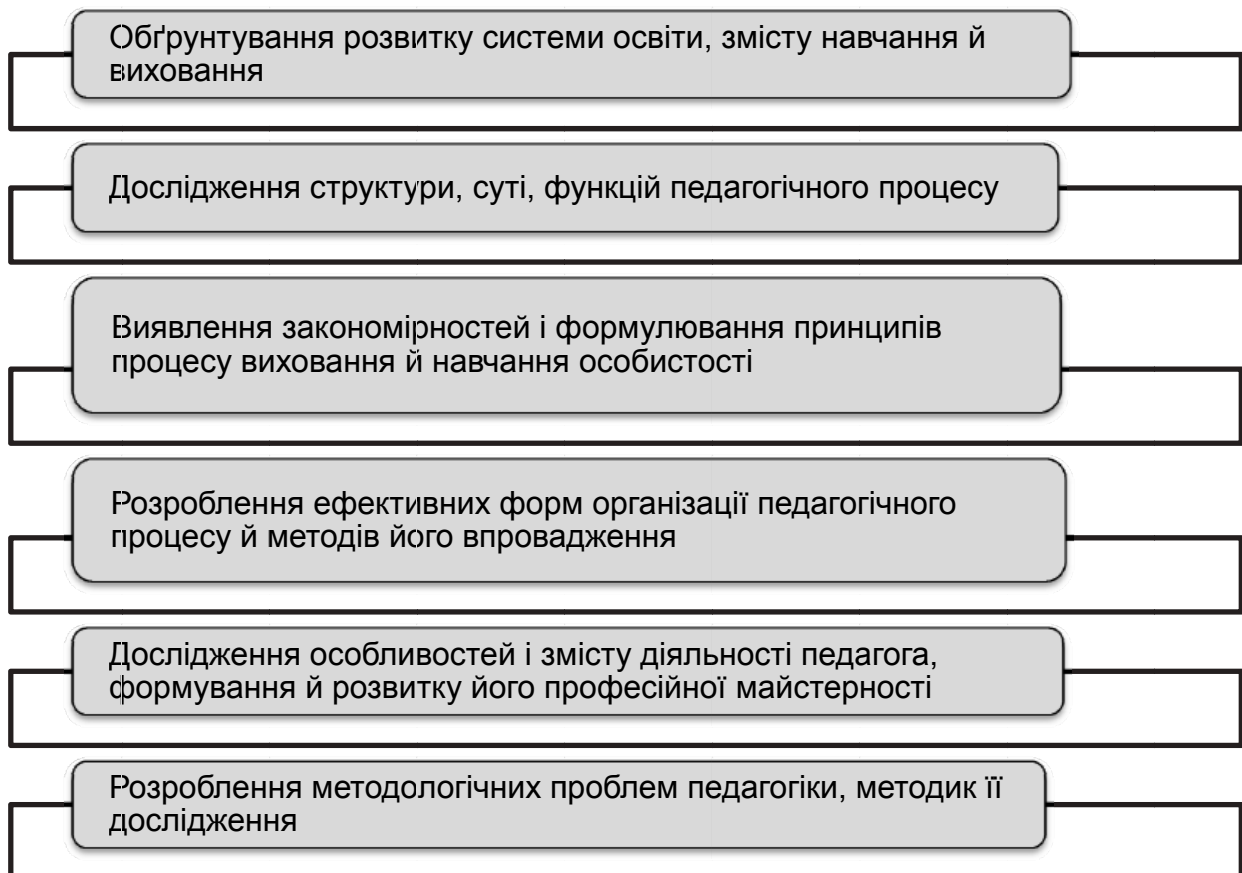 Обґрунтування розвитку системи освіти, змісту навчання й
виховання
Дослідження структури, суті, функцій педагогічного процесу
Виявлення закономірностей і формулювання принципів
процесу виховання й навчання особистості
Розроблення ефективних форм організації педагогічного
процесу й методів його впровадження
Дослідження особливостей і змісту діяльності педагога,
формування й розвитку його професійної майстерності
Розроблення методологічних проблем педагогіки, методик її
дослідження